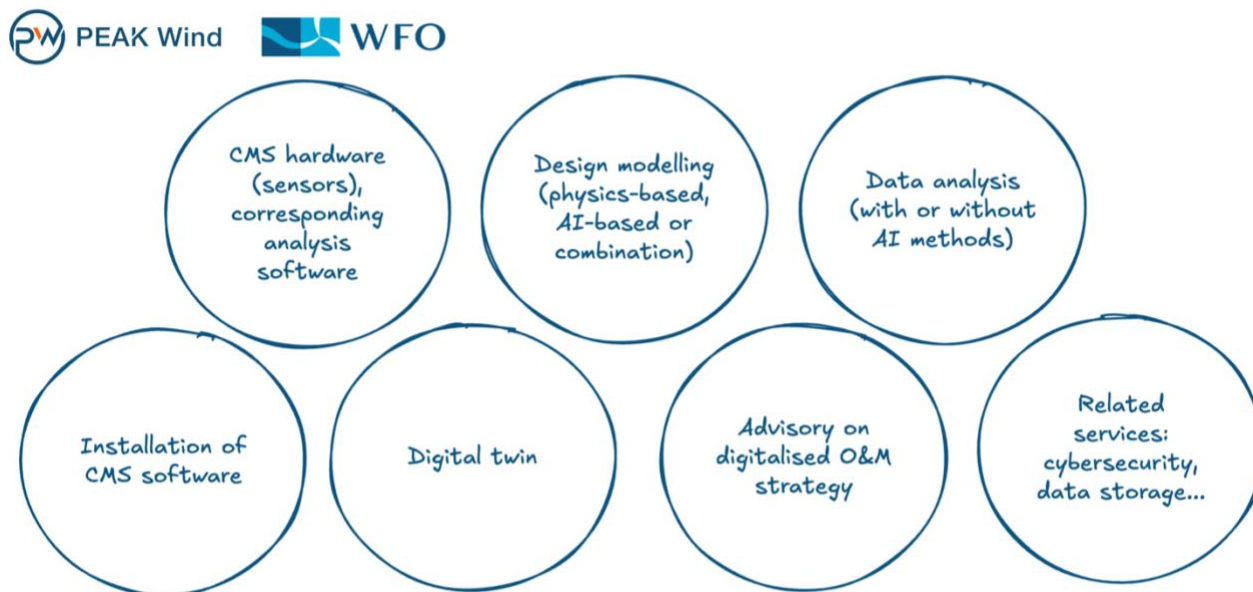 PW PEAK Wind
WFO
CMS hardware
(sensors),
corresponding
analysis
software
Design modelling
(physics-based,
AI-based or
combination)
Data analysis
(with or without
AI methods)
Installation of
CMS software
Digital twin
Advisory on
digitalised O&M
strategy
Related
services:
cybersecurity,
data storage...